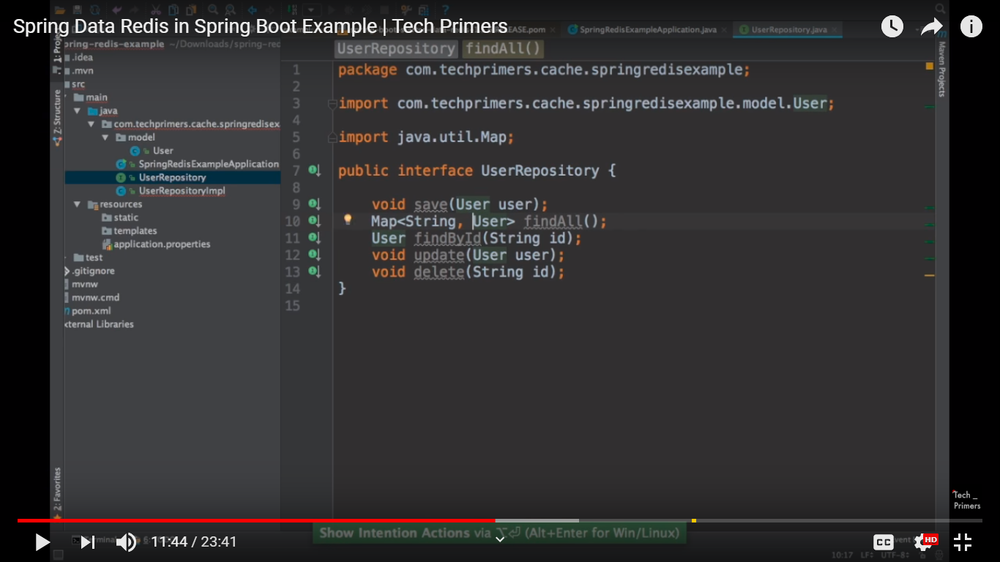 Spring Data Redis in Spring Boot Example | Tech Primers
EASE.pom
SpringRedisExampleApplication.java
UserRepository.java
pring-redis-example ~/Downloads/spring-red
UserRepository findAll()
1: Proje
Z: Structure
2: Favorites
Maven Projects
.idea
.mvn
src
main
java
com.techprimers.cache.springredisex
model
User
SpringRedisExampleApplication
UserRepository
UserRepositoryImpl
resources
static
templates
application.properties
test
.gitignore
mvnw
mvnw.cmd
pom.xml
xternal Libraries
1 package com.techprimers.cache.springredisexample;
2
3 import com.techprimers.cache.springredisexample.model.User;
4
5 import java.util.Map;
6
7 public interface UserRepository {
8
9 void save(User user);
10 Map<String, User> findAll();
11 User findById(String id);
12 void update(User user);
13 void delete(String id);
14 }
15
Tech _
Primers
Show Intention Actions via ⌥⏎ (Alt+Enter for Win/Linux)
11:44 / 23:41
CC
HD
10:17 LF÷ UTF-8÷